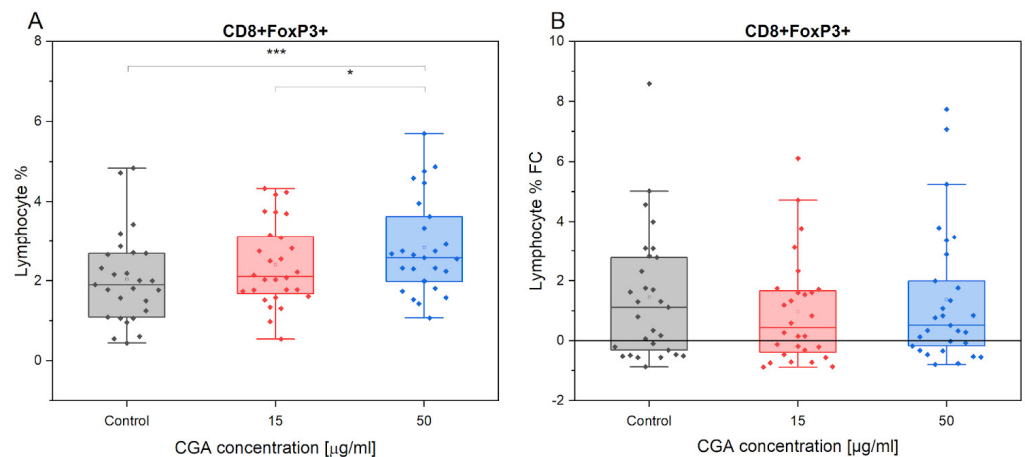 A
CD8+FoxP3+
8
6
4
2
0
Lymphocyte %
***
*
Control
15
50
CGA concentration [µg/ml]
B
CD8+FoxP3+
10
8
6
4
2
0
-2
Lymphocyte % FC
Control
15
50
CGA concentration [µg/ml]